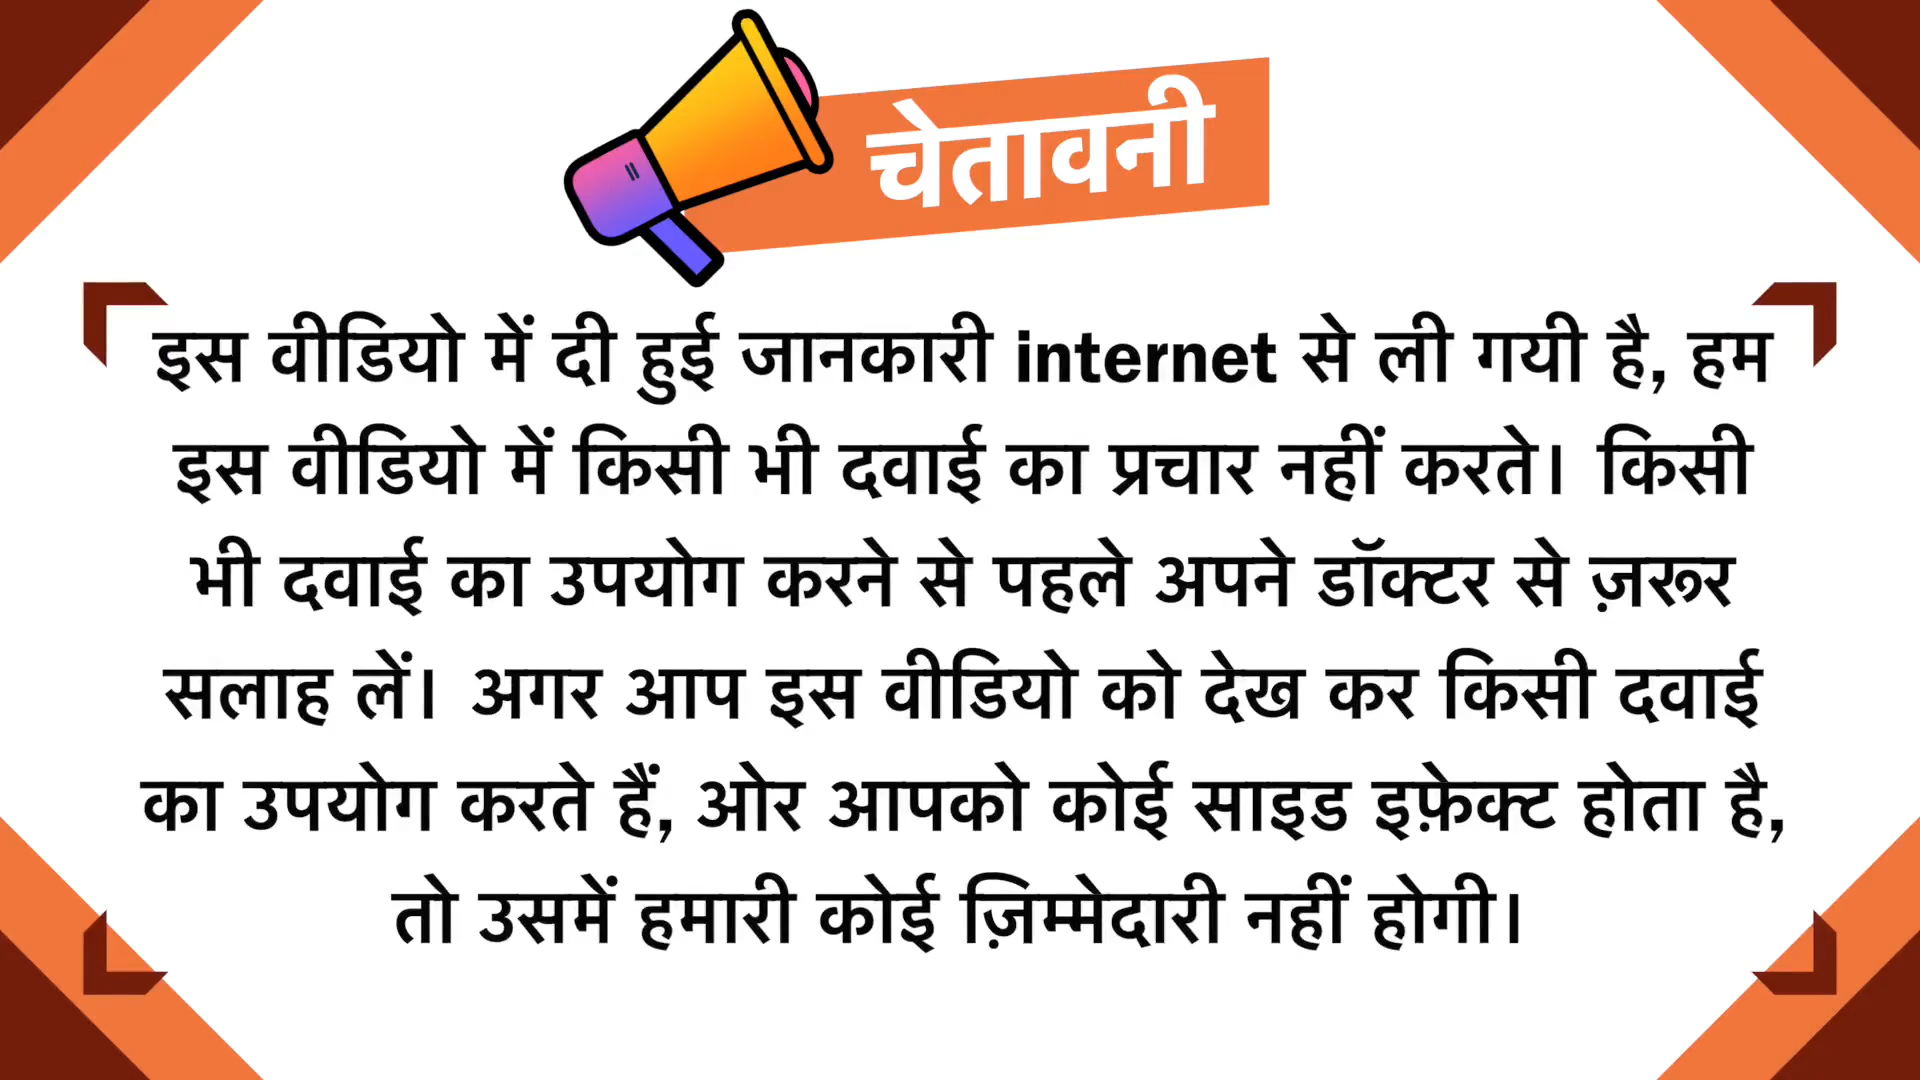 चेतावनी
इस वीडियो में दी हुई जानकारी internet से ली गयी है, हम
इस वीडियो में किसी भी दवाई का प्रचार नहीं करते। किसी
भी दवाई का उपयोग करने से पहले अपने डॉक्टर से ज़रूर
सलाह लें। अगर आप इस वीडियो को देख कर किसी दवाई
का उपयोग करते हैं, ओर आपको कोई साइड इफ़ेक्ट होता है,
तो उसमें हमारी कोई ज़िम्मेदारी नहीं होगी।